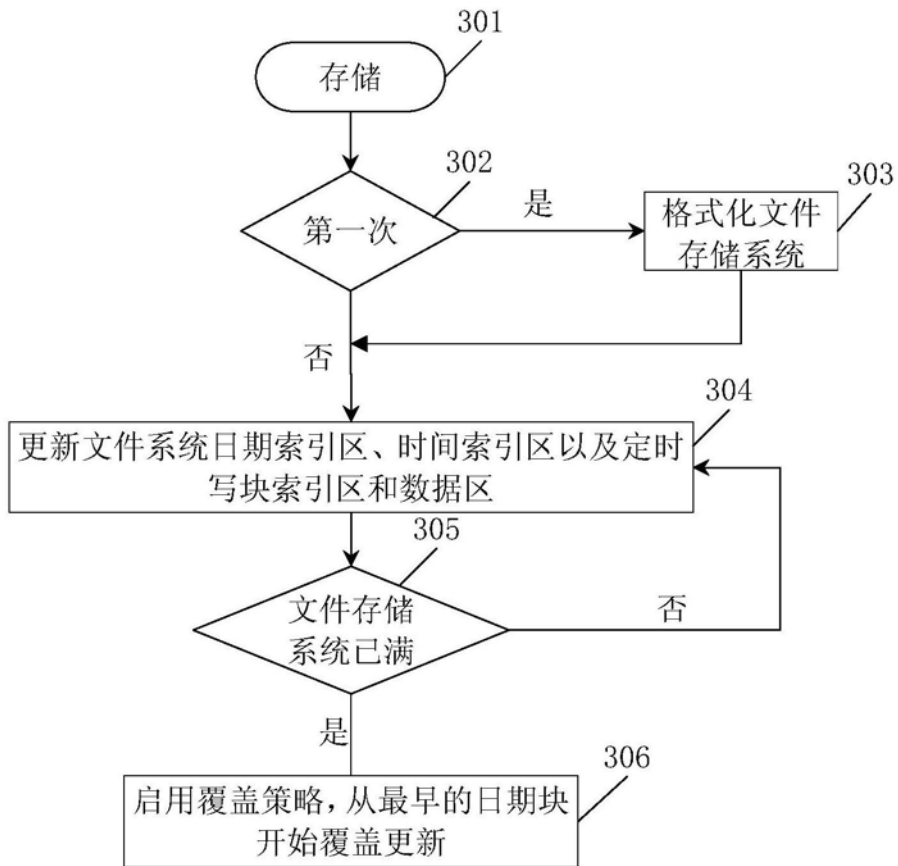 301
存储
302
第一次
是
303
格式化文件
存储系统
否
304
更新文件系统日期索引区、时间索引区以及定时
写块索引区和数据区
305
文件存储
系统已满
否
是
306
启用覆盖策略,从最早的日期块
开始覆盖更新